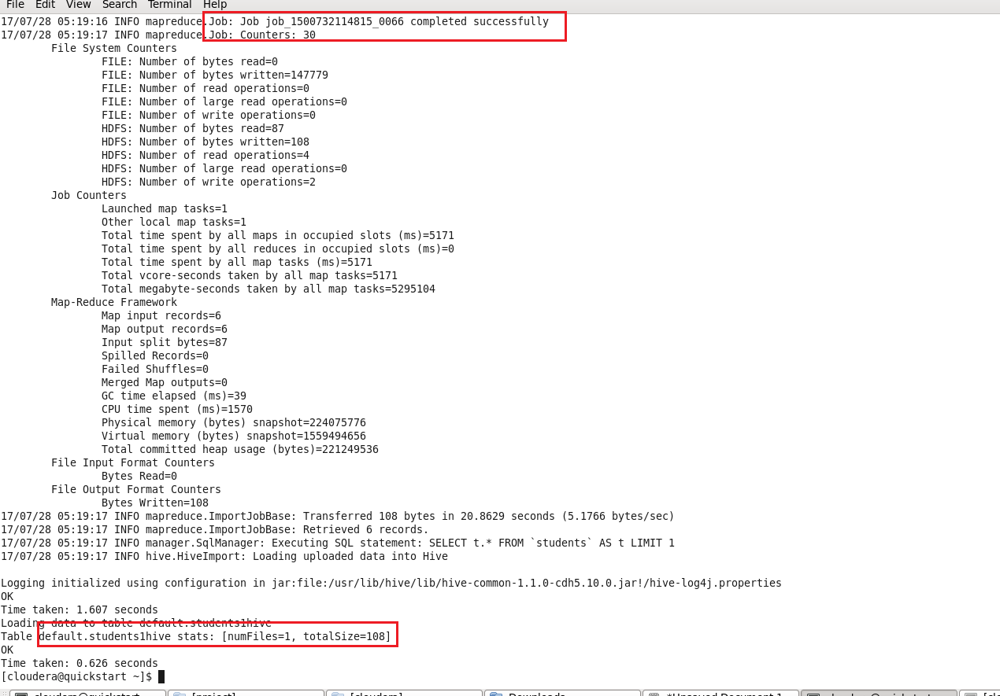 File Edit View Search Terminal Help
17/07/28 05:19:16 INFO mapreduce.Job: Job job_1500732114815_0066 completed successfully
17/07/28 05:19:17 INFO mapreduce.Job: Counters: 30
File System Counters
FILE: Number of bytes read=0
FILE: Number of bytes written=147779
FILE: Number of read operations=0
FILE: Number of large read operations=0
FILE: Number of write operations=0
HDFS: Number of bytes read=87
HDFS: Number of bytes written=108
HDFS: Number of read operations=4
HDFS: Number of large read operations=0
HDFS: Number of write operations=2
Job Counters
Launched map tasks=1
Other local map tasks=1
Total time spent by all maps in occupied slots (ms)=5171
Total time spent by all reduces in occupied slots (ms)=0
Total time spent by all map tasks (ms)=5171
Total vcore-seconds taken by all map tasks=5171
Total megabyte-seconds taken by all map tasks=5295104
Map-Reduce Framework
Map input records=6
Map output records=6
Input split bytes=87
Spilled Records=0
Failed Shuffles=0
Merged Map outputs=0
GC time elapsed (ms)=39
CPU time spent (ms)=1570
Physical memory (bytes) snapshot=224075776
Virtual memory (bytes) snapshot=1559494656
Total committed heap usage (bytes)=221249536
File Input Format Counters
Bytes Read=0
File Output Format Counters
Bytes Written=108
17/07/28 05:19:17 INFO mapreduce.ImportJobBase: Transferred 108 bytes in 20.8629 seconds (5.1766 bytes/sec)
17/07/28 05:19:17 INFO mapreduce.ImportJobBase: Retrieved 6 records.
17/07/28 05:19:17 INFO manager.SqlManager: Executing SQL statement: SELECT t.* FROM `students` AS t LIMIT 1
17/07/28 05:19:17 INFO hive.HiveImport: Loading uploaded data into Hive
Logging initialized using configuration in jar:file:/usr/lib/hive/lib/hive-common-1.1.0-cdh5.10.0.jar!/hive-log4j.properties
OK
Time taken: 1.607 seconds
Loading data to table default.students1hive
Table default.students1hive stats: [numFiles=1, totalSize=108]
OK
Time taken: 0.626 seconds
[cloudera@quickstart ~]$